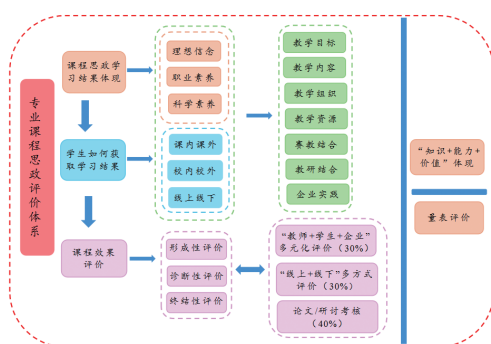 专业课程思政评价体系
课程思政学
习结果体现
学生如何获
取学习结果
课程效果
评价
理想信念
职业素养
科学素养
课内课外
校内校外
线上线下
形成性评价
诊断性评价
终结性评价
教学目标
教学内容
教学组织
教学资源
赛教结合
教研结合
企业实践
“教师+学生+企业”
多元化评价（30%）
“线上+线下”多方式
评价（30%）
论文/研讨考核
（40%）
“知识+能力+
价值”体现
量表评价